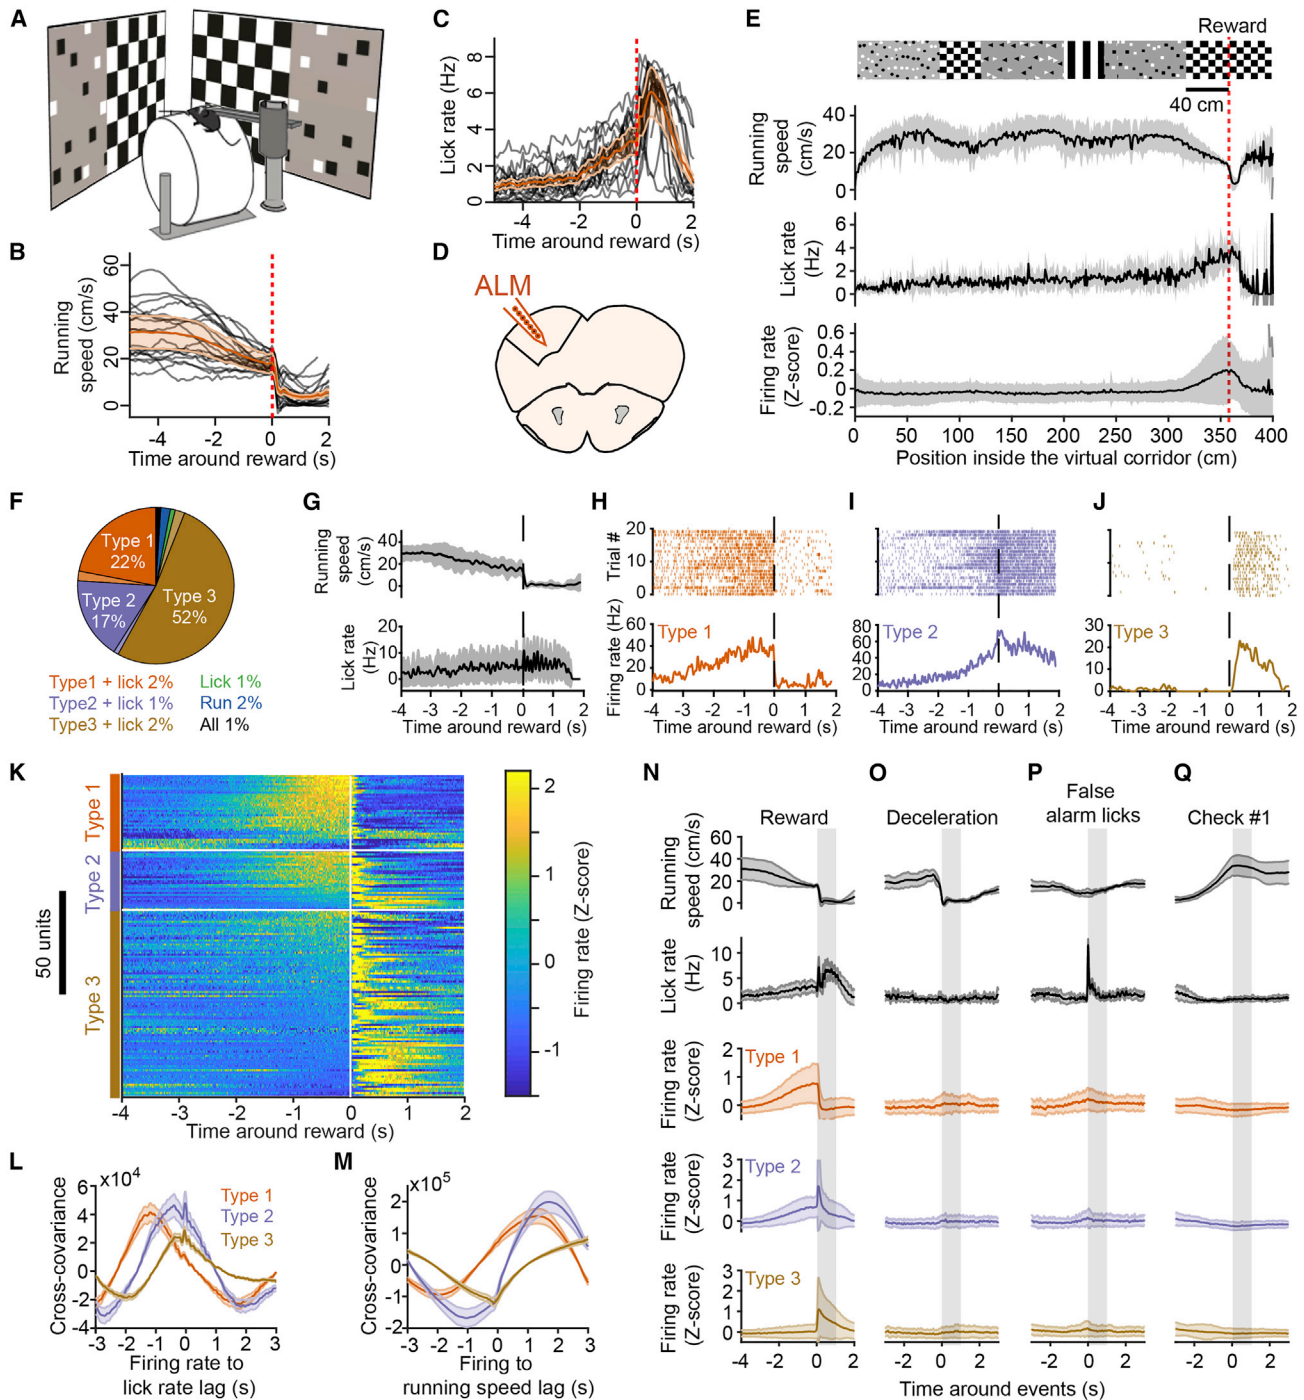 A
B
Running
speed (cm/s)
60
40
20
0
-4
-2
0
2
Time around reward (s)
C
Lick rate (Hz)
8
6
4
2
0
-4
-2
0
2
Time around reward (s)
D
ALM
E
Reward
40 cm
Running
speed
(cm/s)
40
20
0
Lick rate
(Hz)
6
4
2
0
Firing rate
(Z-score)
0.6
0.4
0.2
0
-0.2
0
50
100
150
200
250
300
350
400
Position inside the virtual corridor (cm)
F
Type 1
22%
Type 2
17%
Type 3
52%
Type1 + lick 2%
Type2 + lick 1%
Type3 + lick 2%
Lick 1%
Run 2%
All 1%
G
Running
speed
(cm/s)
40
20
0
Lick rate
(Hz)
20
10
0
-4 -3 -2 -1 0 1 2
Time around reward (s)
H
Trial #
20
10
0
Firing rate (Hz)
60
40
20
0
Type 1
-4 -3 -2 -1 0 1 2
Time around reward (s)
I
80
60
40
20
0
Type 2
-4 -3 -2 -1 0 1 2
Time around reward (s)
J
30
20
10
0
Type 3
-4 -3 -2 -1 0 1 2
Time around reward (s)
K
Type 1
Type 2
Type 3
50 units
-4
-3
-2
-1
0
1
2
Time around reward (s)
2
1
0
-1
Firing rate (Z-score)
L
x10⁴
Cross-covariance
6
4
2
0
-2
-4
Type 1
Type 2
Type 3
-3 -2 -1 0 1 2 3
Firing rate to
lick rate lag (s)
M
x10⁵
Cross-covariance
2
1
0
-1
-2
-3 -2 -1 0 1 2 3
Firing to
running speed lag (s)
N
Reward
O
Deceleration
P
False
alarm licks
Q
Check #1
Running
speed (cm/s)
60
40
20
0
Lick rate
(Hz)
10
5
0
Firing rate
(Z-score)
2
1
0
Type 1
Firing rate
(Z-score)
3
2
1
0
Type 2
Firing rate
(Z-score)
3
2
1
0
Type 3
-4 -2 0 2
-2 0 2
-2 0 2
-2 0 2
Time around events (s)